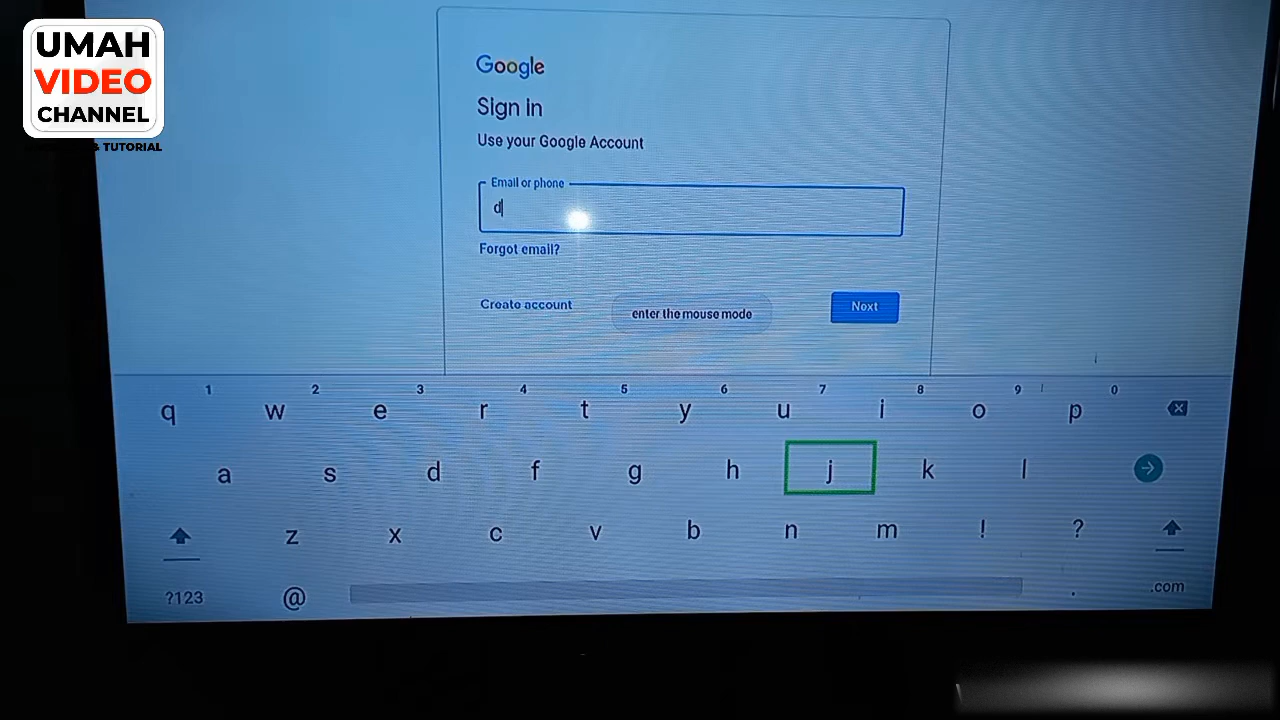 UMAH
VIDEO
CHANNEL
& TUTORIAL
Google
Sign in
Use your Google Account
Email or phone
d
Forgot email?
Create account
enter the mouse mode
Next
1 2 3 4 5 6 7 8 9 0
q w e r t y u i o p
a s d f g h j k l
z x c v b n m ! ?
?123 @ . .com